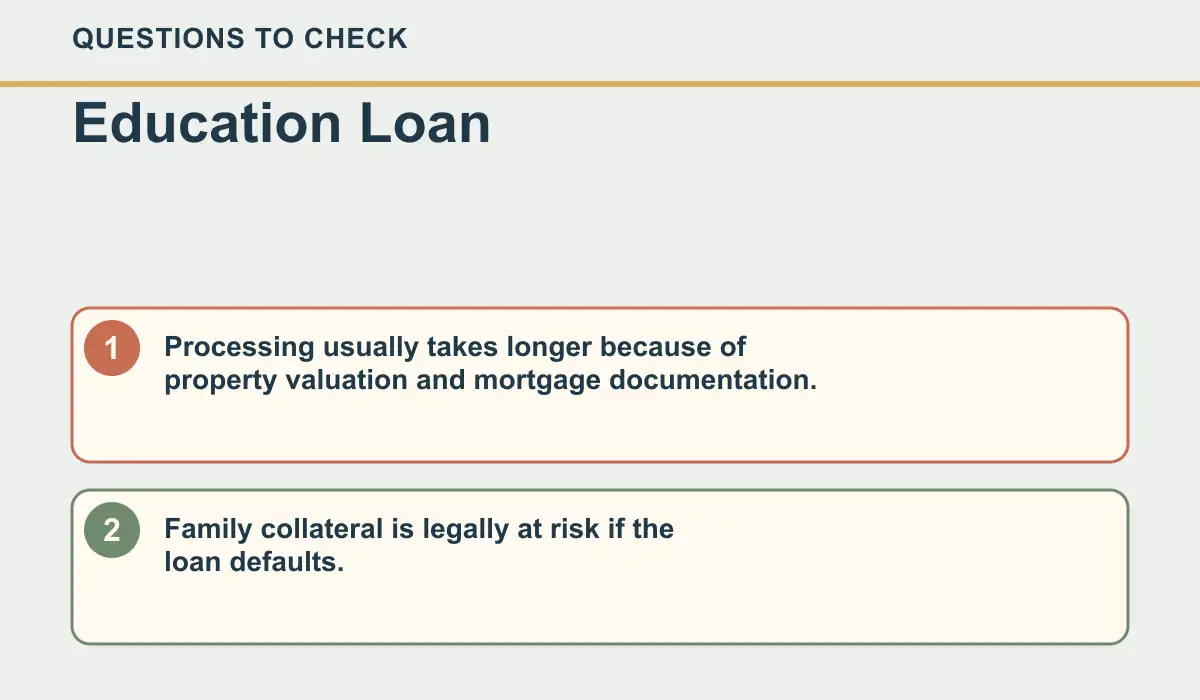 QUESTIONS TO CHECK
Education Loan
1
Processing usually takes longer because of
property valuation and mortgage documentation.
2
Family collateral is legally at risk if the
loan defaults.